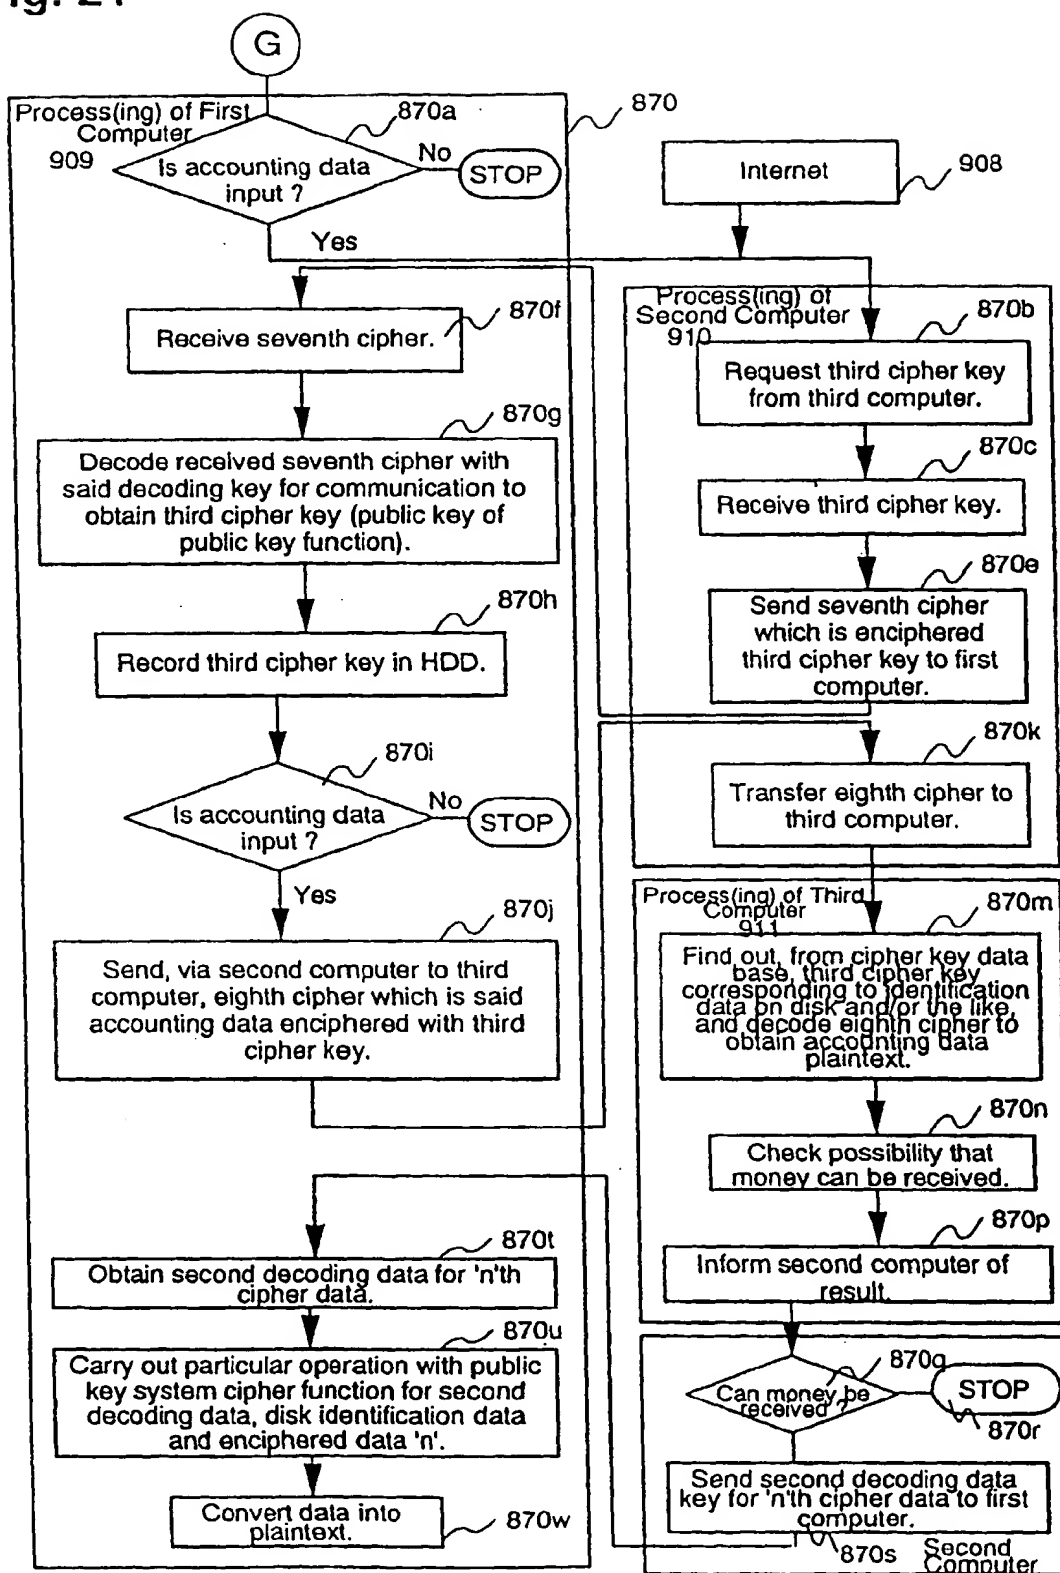 G
Process(ing) of First
Computer
909
870a
870
Is accounting data
input ?
No
STOP
Yes
Internet
908
870f
Receive seventh cipher.
870g
Decode received seventh cipher with
said decoding key for communication to
obtain third cipher key (public key of
public key function).
870h
Record third cipher key in HDD.
870i
Is accounting data
input ?
No
STOP
Yes
870j
Send, via second computer to third
computer, eighth cipher which is said
accounting data enciphered with third
cipher key.
Process(ing) of
Second Computer
910
870b
Request third cipher key
from third computer.
870c
Receive third cipher key.
870e
Send seventh cipher
which is enciphered
third cipher key to first
computer.
870k
Transfer eighth cipher to
third computer.
Process(ing) of Third
Computer
911
870m
Find out, from cipher key data
base, third cipher key
corresponding to identification
data on disk and/or the like,
and decode eighth cipher to
obtain accounting data
plaintext.
870n
Check possibility that
money can be received.
870p
Inform second computer of
result.
870q
Can money be
received ?
STOP
870r
Send second decoding data
key for 'n'th cipher data to first
computer.
870s
Second
Computer
870t
Obtain second decoding data for 'n'th
cipher data.
870u
Carry out particular operation with public
key system cipher function for second
decoding data, disk identification data
and enciphered data 'n'.
Convert data into
plaintext.
870w